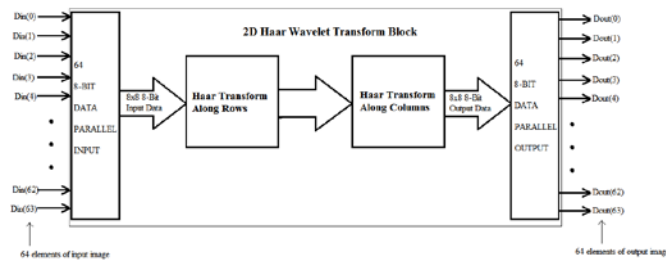 2D Haar Wavelet Transform Block
Din(0)
Din(1)
Din(2)
Din(3)
Din(4)
Din(62)
Din(63)
64
8-BIT
DATA
PARALLEL
INPUT
8x8 8-Bit
Input Data
Haar Transform
Along Rows
Haar Transform
Along Columns
8x8 8-Bit
Output Data
64
8-BIT
DATA
PARALLEL
OUTPUT
Dout(0)
Dout(1)
Dout(2)
Dout(3)
Dout(4)
Dout(62)
Dout(63)
64 elements of input image
64 elements of output imag